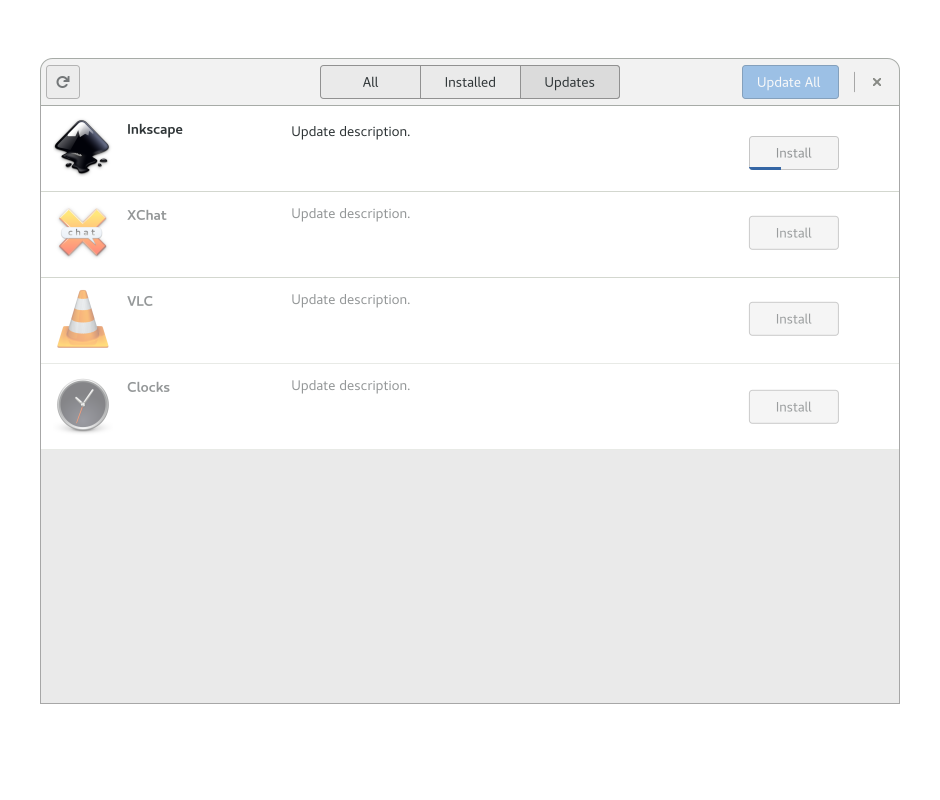 All Installed Updates Update All
Inkscape Update description.
Install
XChat Update description.
chat
Install
VLC Update description.
Install
Clocks Update description.
Install